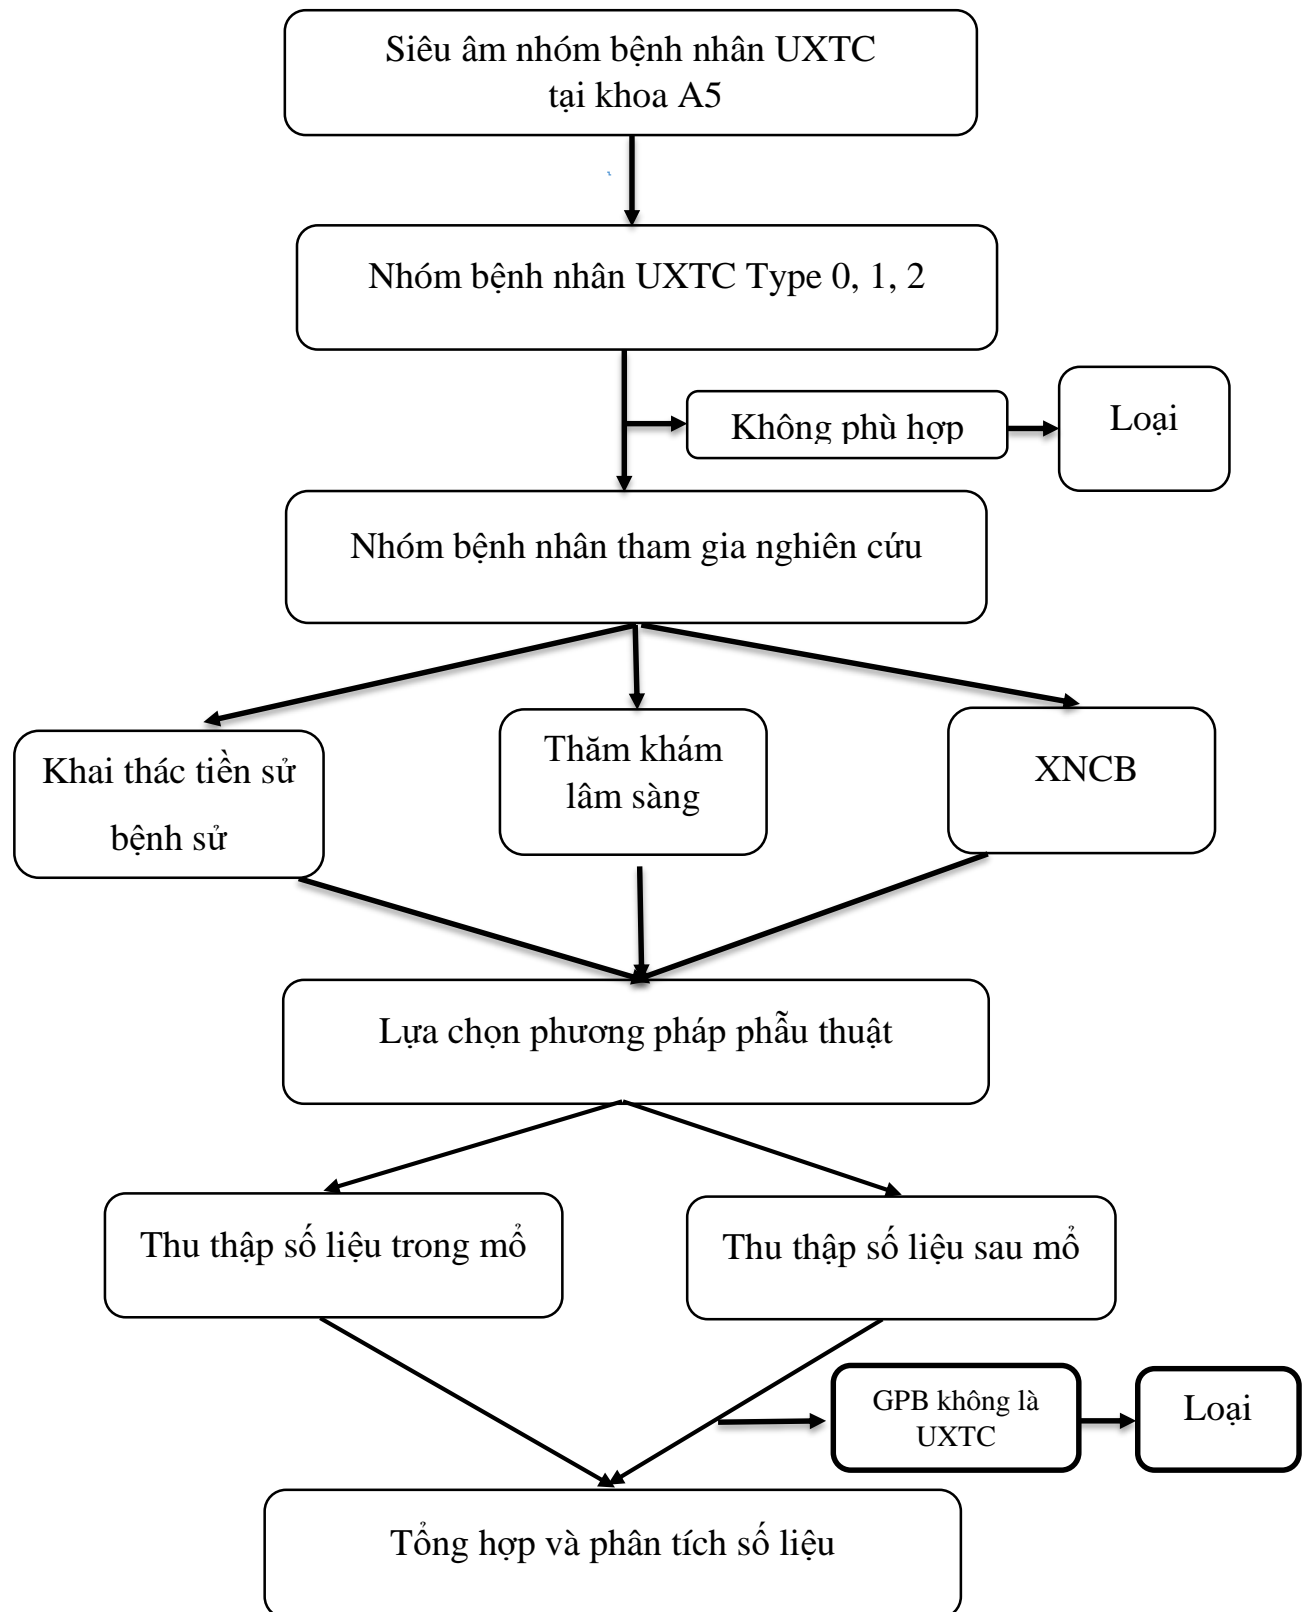 Siêu âm nhóm bệnh nhân UXTC
tại khoa A5
Nhóm bệnh nhân UXTC Type 0, 1, 2
Không phù hợp
Loại
Nhóm bệnh nhân tham gia nghiên cứu
Khai thác tiền sử
bệnh sử
Thăm khám
lâm sàng
XNCB
Lựa chọn phương pháp phẫu thuật
Thu thập số liệu trong mổ
Thu thập số liệu sau mổ
GPB không là
UXTC
Loại
Tổng hợp và phân tích số liệu